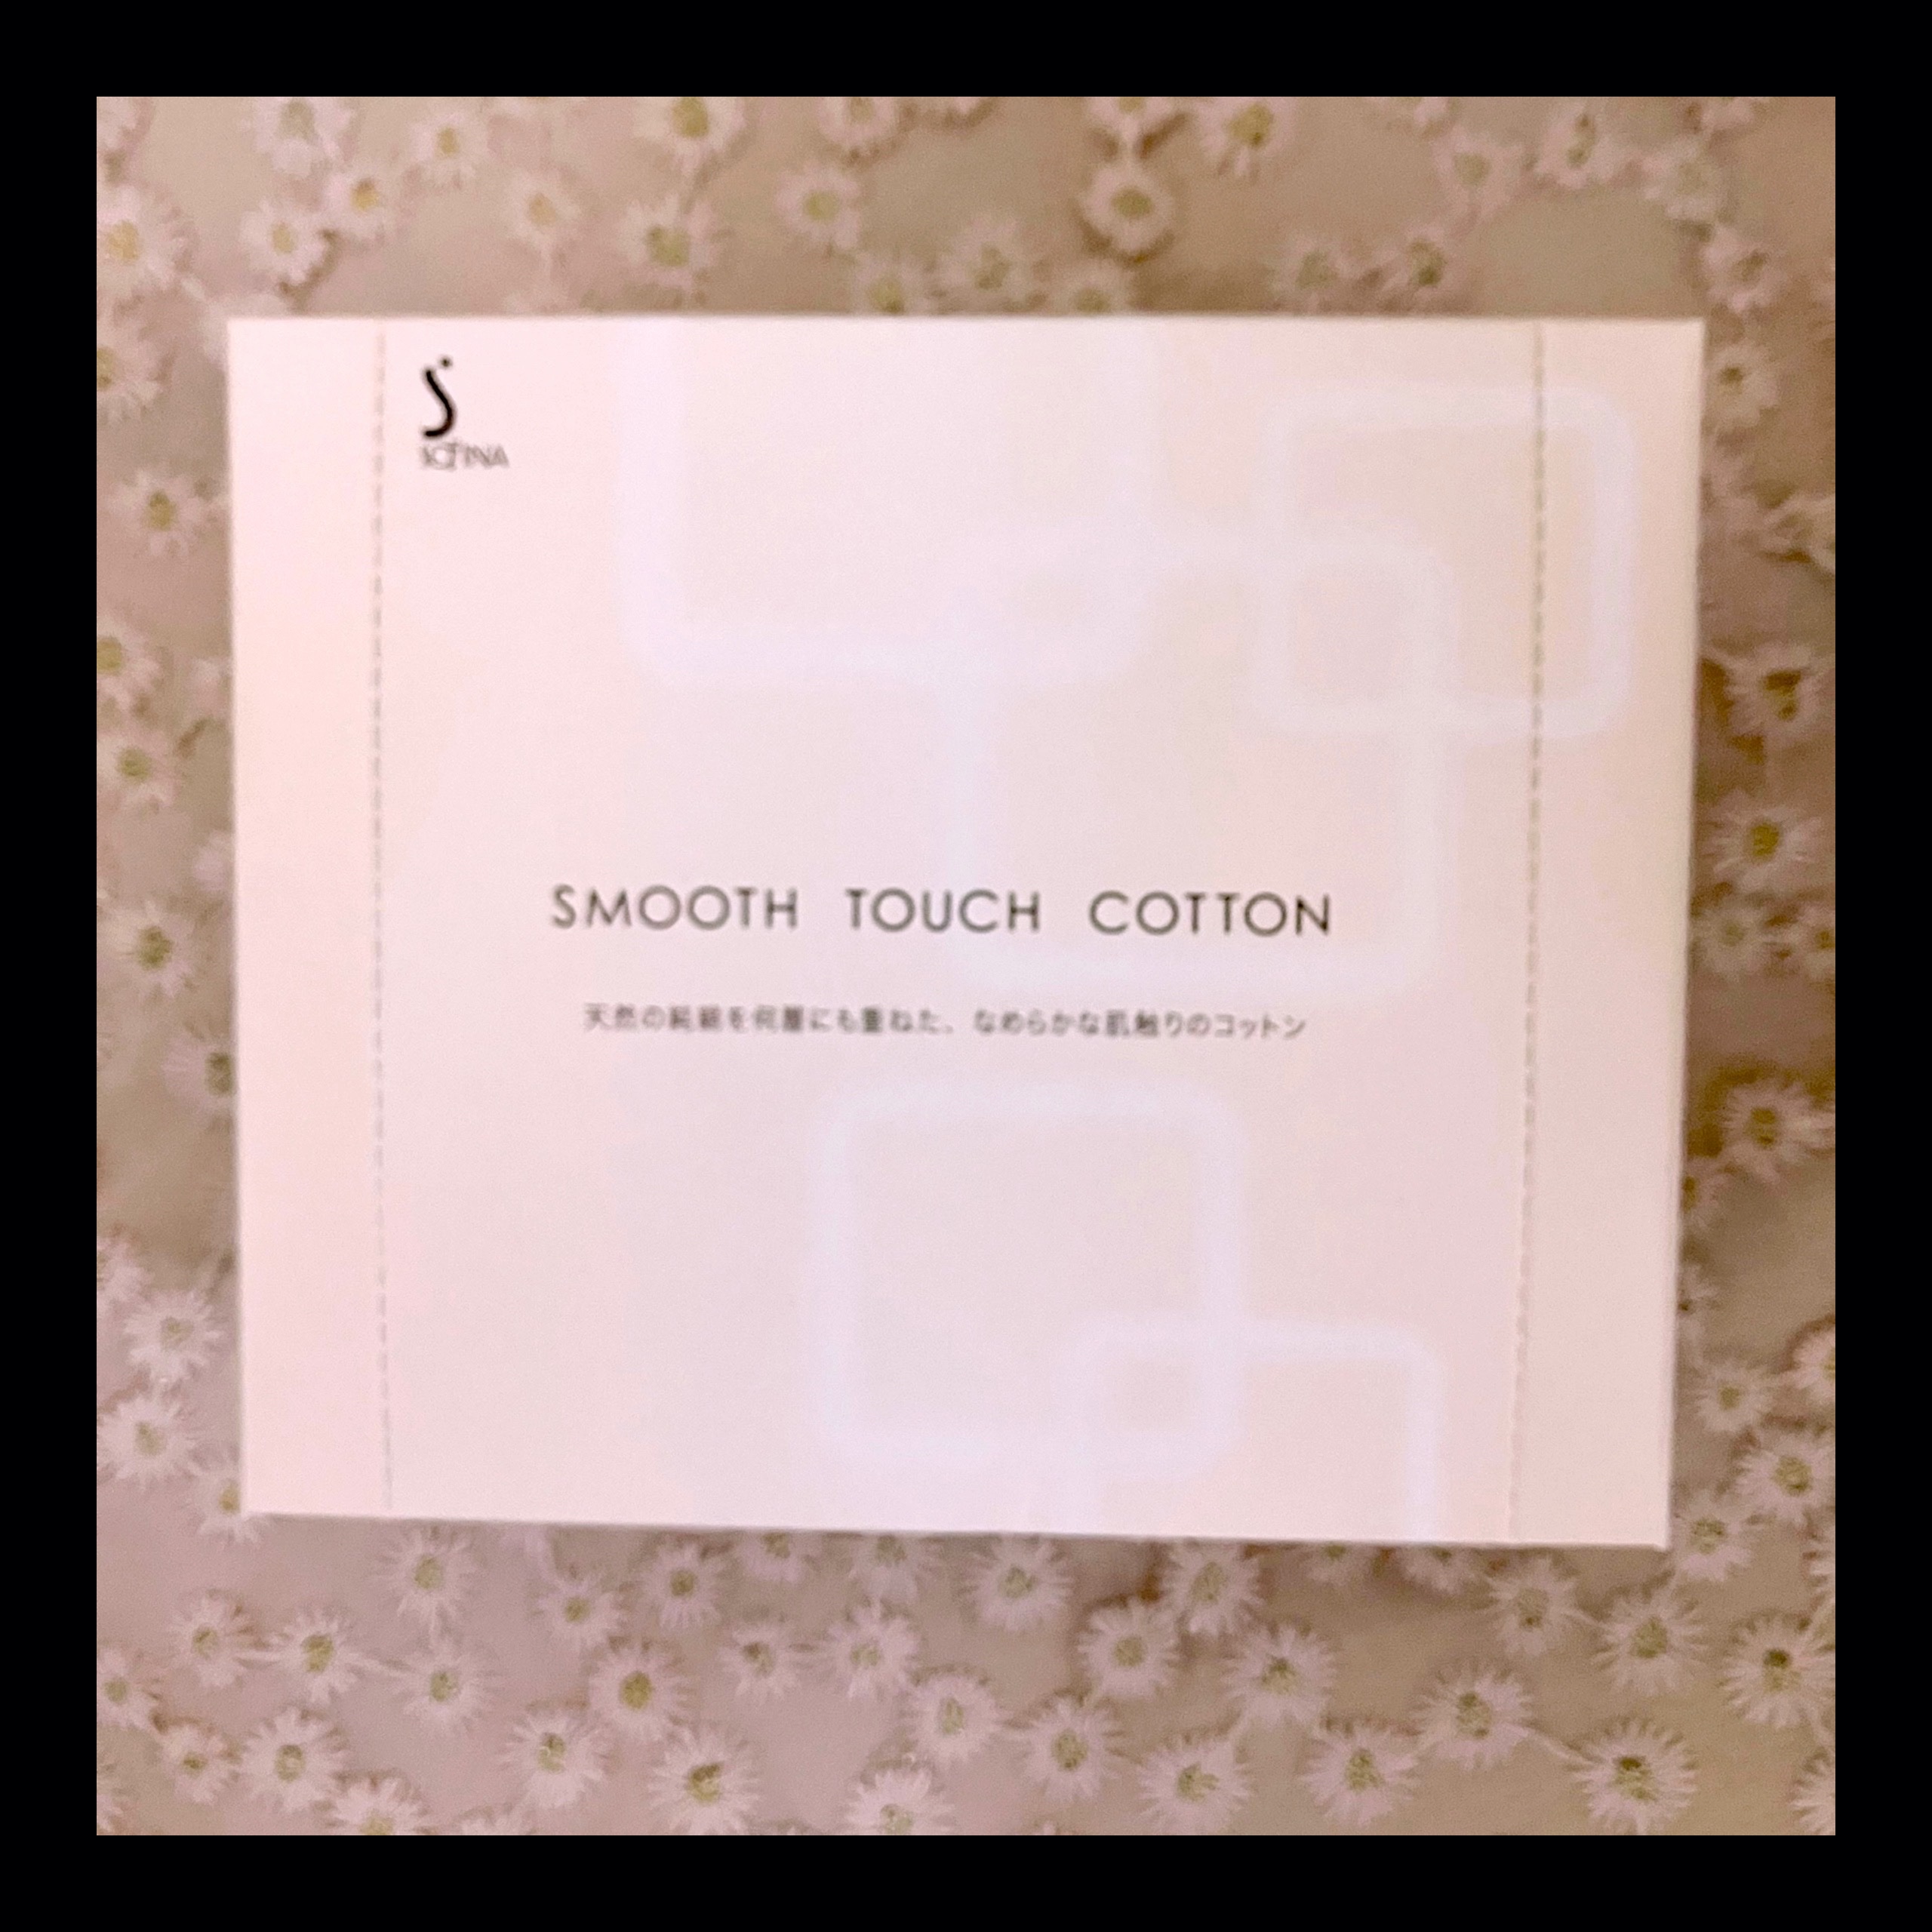 SOFINA
SMOOTH TOUCH COTTON
天然の純綿を何層にも重ねた、なめらかな肌触りのコットン